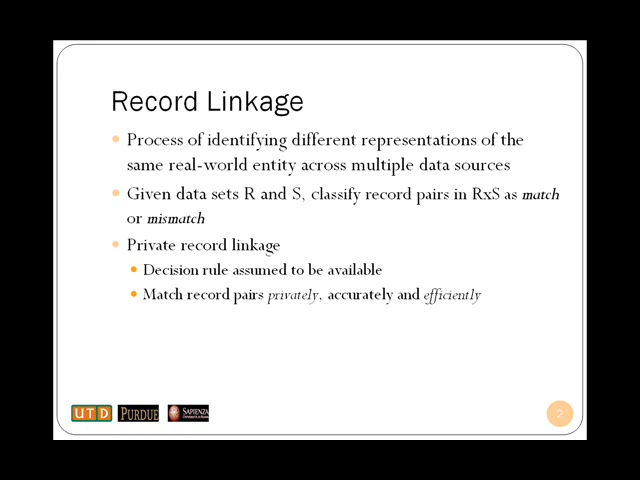 Record Linkage
Process of identifying different representations of the
same real-world entity across multiple data sources
Given data sets R and S, classify record pairs in RxS as match
or mismatch
Private record linkage
Decision rule assumed to be available
Match record pairs privately, accurately and efficiently
UTD PURDUE SAPIENZA
2